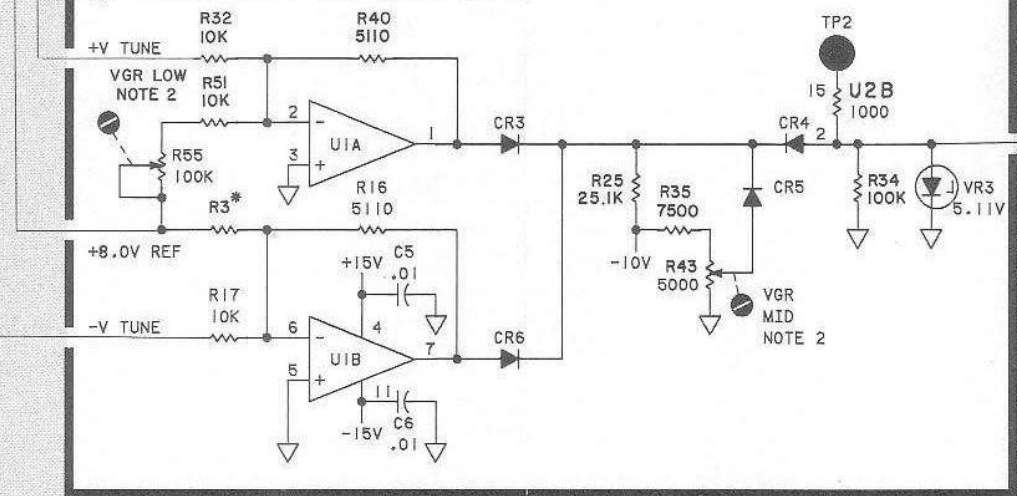 R32
10K
R40
5110
TP2
+V TUNE
VGR LOW
NOTE 2
R51
10K
15
U2B
1000
2
−
U1A
1
CR3
CR4
2
3
+
R55
100K
R16
5110
R25
25.1K
R35
7500
CR5
R34
100K
VR3
5.11V
R3*
+8.0V REF
+15V
C5
.01
-10V
R43
5000
VGR
MID
NOTE 2
R17
10K
-V TUNE
6
−
4
U1B
7
CR6
5
+
11
C6
.01
-15V